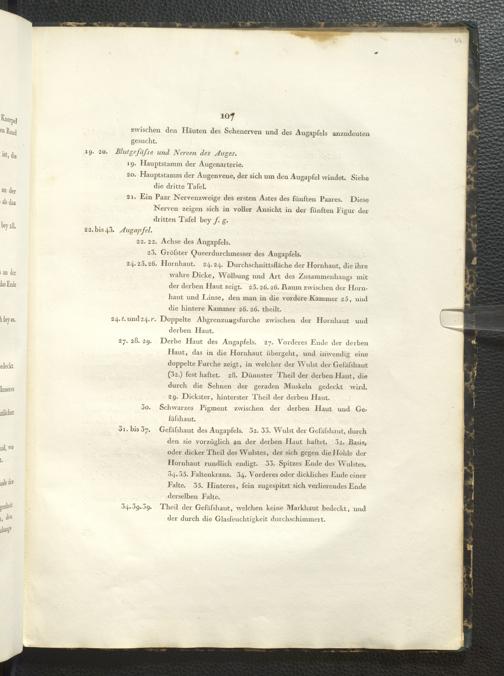 107
zwischen den Häuten des Sehenerven und des Augapfels anzudeuten
gesucht.
19. 20. Blutgefäſse und Nerven des Auges.
19. Hauptstamm der Augenarterie.
20. Hauptstamm der Augenvene, der sich um den Augapfel windet. Siehe
die dritte Tafel.
21. Ein Paar Nervenzweige des ersten Astes des fünften Paares. Diese
Nerven zeigen sich in voller Ansicht in der fünften Figur der
dritten Tafel bey f. g.
22. bis 43. Augapfel.
22. 22. Achse des Augapfels.
23. Gröſster Queerdurchmesser des Augapfels.
24. 25. 26. Hornhaut. 24. 24. Durchschnittsfläche der Hornhaut, die ihre
wahre Dicke, Wölbung und Art des Zusammenhangs mit
der derben Haut zeigt. 25. 26. 26. Raum zwischen der Horn-
haut und Linse, den man in die vordere Kammer 25, und
die hintere Kammer 26. 26. theilt.
24. t. und 24. r. Doppelte Abgrenzungsfurche zwischen der Hornhaut und
derben Haut.
27. 28. 29. Derbe Haut des Augapfels. 27. Vorderes Ende der derben
Haut, das in die Hornhaut übergeht, und inwendig eine
doppelte Furche zeigt, in welcher der Wulst der Gefäſshaut
(32.) fest haftet. 28. Dünnster Theil der derben Haut, die
durch die Sehnen der geraden Muskeln gedeckt wird.
29. Dickster, hinterster Theil der derben Haut.
30. Schwarzes Pigment zwischen der derben Haut und Ge-
fäſshaut.
31. bis 37. Gefäſshaut des Augapfels. 32. 33. Wulst der Gefäſshaut, durch
den sie vorzüglich an der derben Haut haftet. 32. Basis,
oder dicker Theil des Wulstes, der sich gegen die Hohle der
Hornhaut rundlich endigt. 33. Spitzes Ende des Wulstes.
34. 35. Faltenkranz. 34. Vorderes oder dickliches Ende einer
Falte. 35. Hinteres, fein zugespitzt sich verlierendes Ende
derselben Falte.
34. 39. 39. Theil der Gefäſshaut, welchen keine Markhaut bedeckt, und
der durch die Glasfeuchtigkeit durchschimmert.